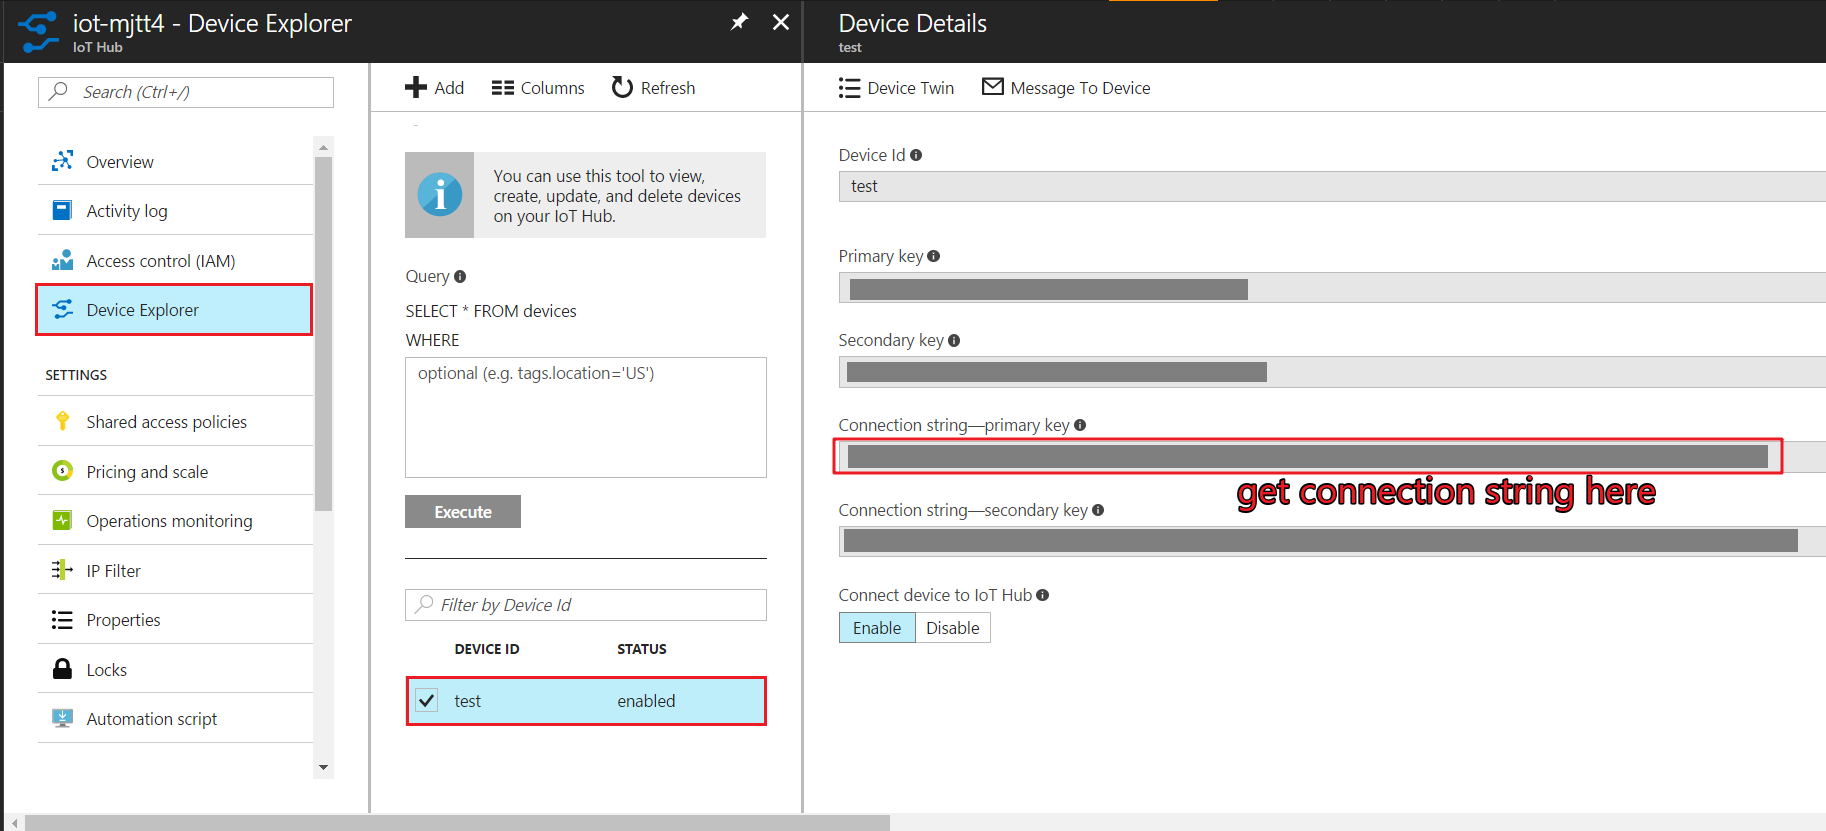 iot-mjtt4 - Device Explorer
IoT Hub
Search (Ctrl+/)
Overview
Activity log
Access control (IAM)
Device Explorer
SETTINGS
Shared access policies
Pricing and scale
Operations monitoring
IP Filter
Properties
Locks
Automation script
Add
Columns
Refresh
You can use this tool to view,
create, update, and delete devices
on your IoT Hub.
Query
SELECT * FROM devices
WHERE
optional (e.g. tags.location='US')
Execute
Filter by Device Id
DEVICE ID STATUS
test enabled
Device Details
test
Device Twin
Message To Device
Device Id
test
Primary key
Secondary key
Connection string—primary key
get connection string here
Connection string—secondary key
Connect device to IoT Hub
Enable Disable